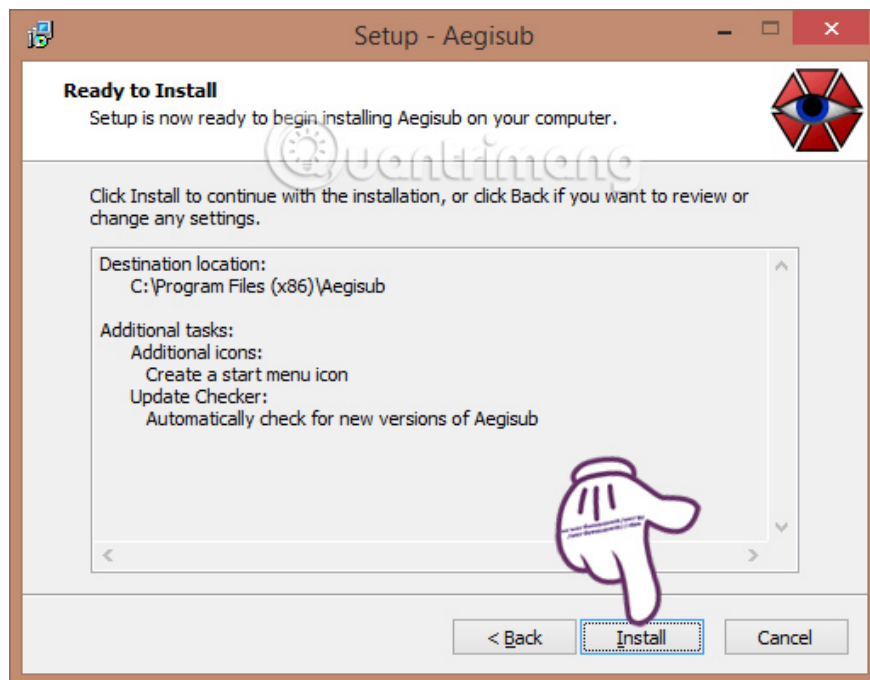 Setup - Aegisub
Ready to Install
Setup is now ready to begin installing Aegisub on your computer.
Quantrimang
Click Install to continue with the installation, or click Back if you want to review or
change any settings.
Destination location:
C:\Program Files (x86)\Aegisub
Additional tasks:
Additional icons:
Create a start menu icon
Update Checker:
Automatically check for new versions of Aegisub
< Back
Install
Cancel